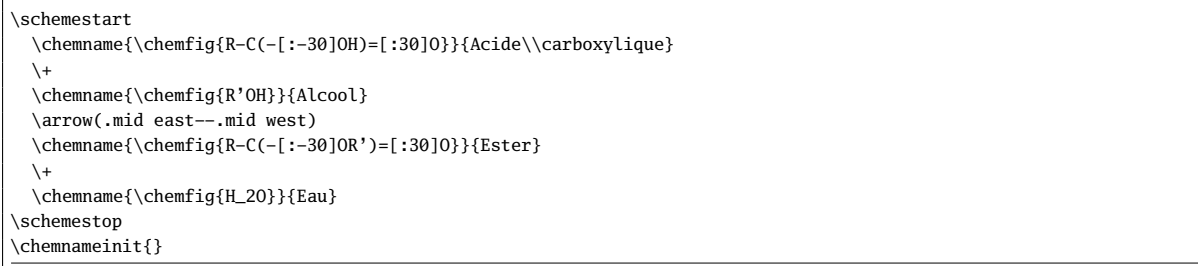 \schemestart
\chemname{\chemfig{R-C(-[:-30]OH)=[:30]O}}{Acide\\carboxylique}
\+
\chemname{\chemfig{R'OH}}{Alcool}
\arrow(.mid east--.mid west)
\chemname{\chemfig{R-C(-[:-30]OR')=[:30]O}}{Ester}
\+
\chemname{\chemfig{H_2O}}{Eau}
\schemestop
\chemnameinit{}